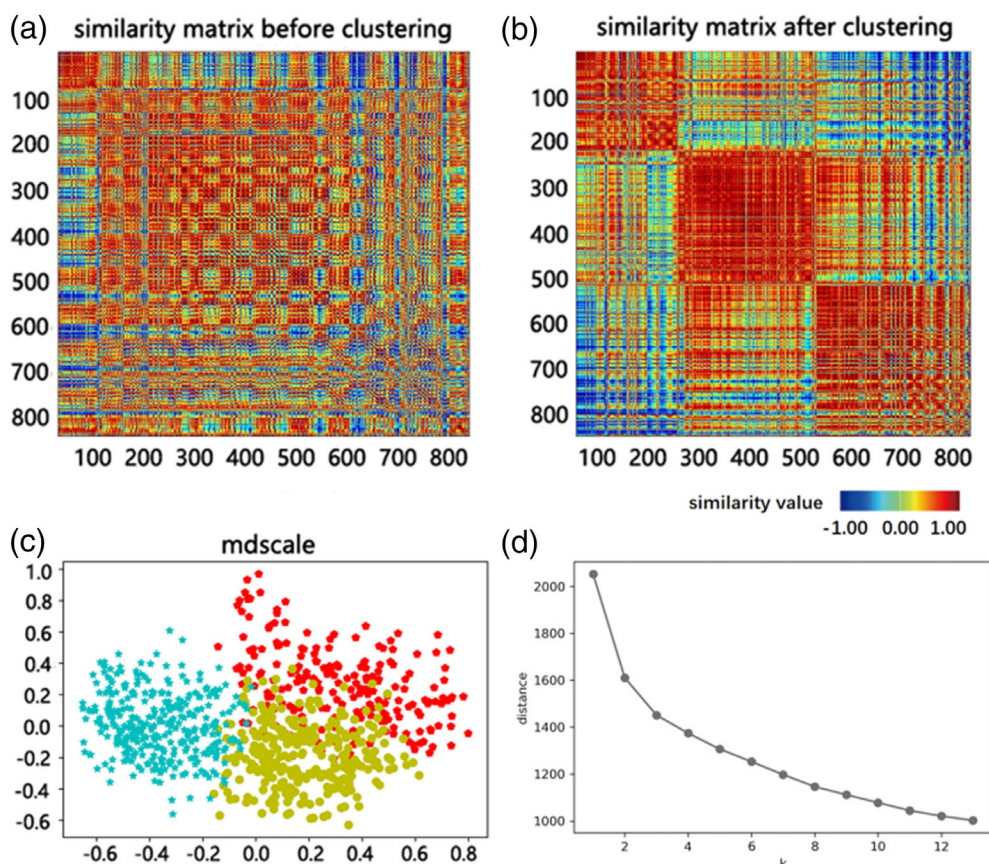 (a) similarity matrix before clustering
100
200
300
400
500
600
700
800
100 200 300 400 500 600 700 800
(b) similarity matrix after clustering
100
200
300
400
500
600
700
800
100 200 300 400 500 600 700 800
similarity value
-1.00 0.00 1.00
(c) mdscale
1.0
0.8
0.6
0.4
0.2
0.0
-0.2
-0.4
-0.6
-0.6 -0.4 -0.2 0.0 0.2 0.4 0.6 0.8
(d)
2000
1800
1600
1400
1200
1000
distance
2 4 6 8 10 12